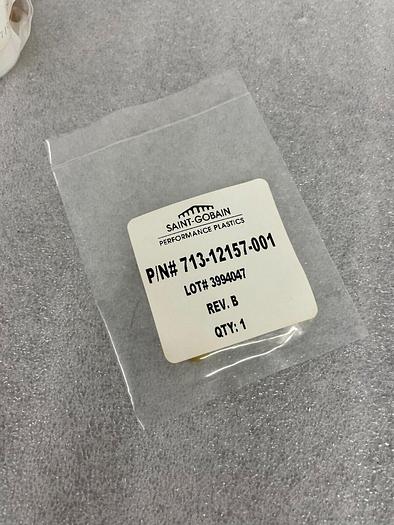 SAINT-GOBAIN
PERFORMANCE PLASTICS
P/N# 713-12157-001
LOT# 3994047
REV. B
QTY: 1